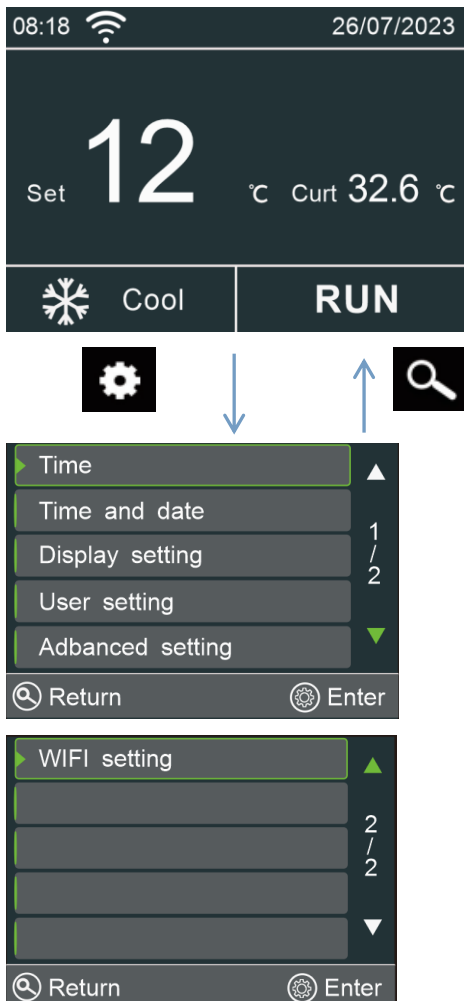 08:18 26/07/2023
Set 12 ℃ Curt 32.6 ℃
Cool RUN
Time
Time and date
Display setting
User setting
Adbanced setting
1/2
Return Enter
WIFI setting
2/2
Return Enter